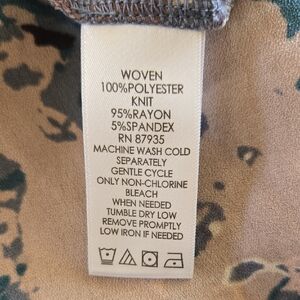 WOVEN
100%POLYESTER
KNIT
95%RAYON
5%SPANDEX
RN 87935
MACHINE WASH COLD
SEPARATELY
GENTLE CYCLE
ONLY NON-CHLORINE
BLEACH
WHEN NEEDED
TUMBLE DRY LOW
REMOVE PROMPTLY
LOW IRON IF NEEDED